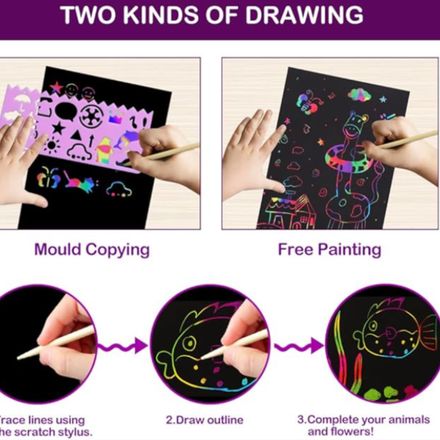 TWO KINDS OF DRAWING
Mould Copying
Free Painting
race lines using
he scratch stylus.
2.Draw outline
3.Complete your animals
and flowers!